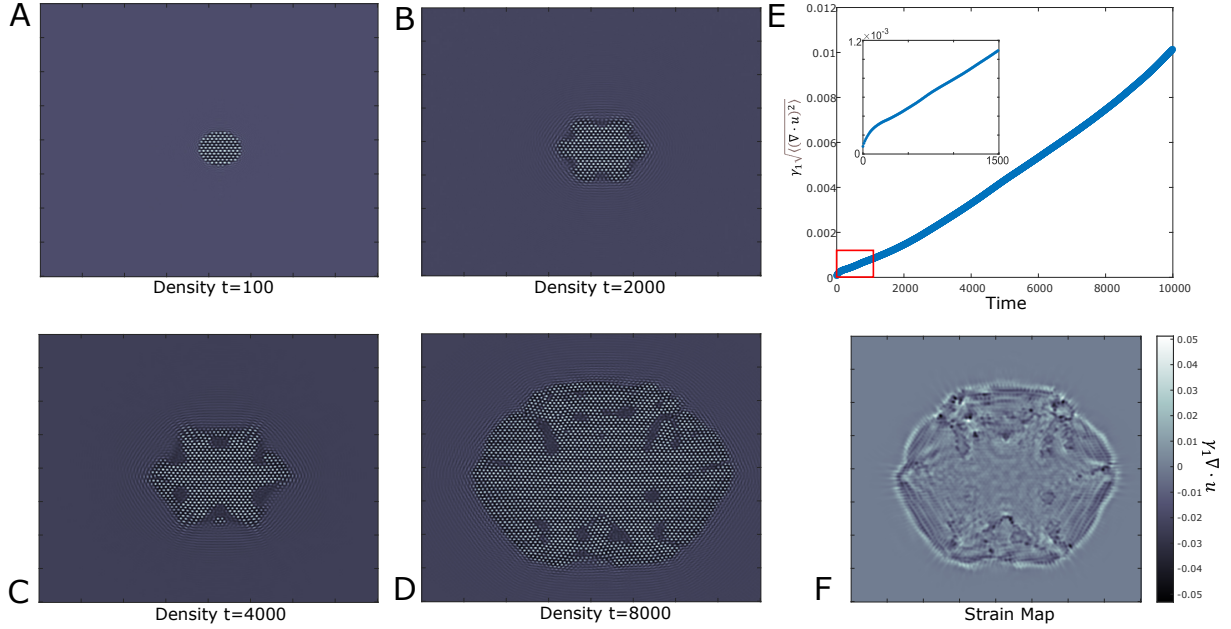 A
Density t=100
B
Density t=2000
E
0.012
0.01
0.008
0.006
0.004
0.002
0
γ₁√⟨(∇ · u)²⟩
1.2 ×10⁻³
0
0 1500
0 2000 4000 6000 8000 10000
Time
C
Density t=4000
D
Density t=8000
F
Strain Map
0.05
0.04
0.03
0.02
0.01
0
-0.01
-0.02
-0.03
-0.04
-0.05
γ₁∇ · u